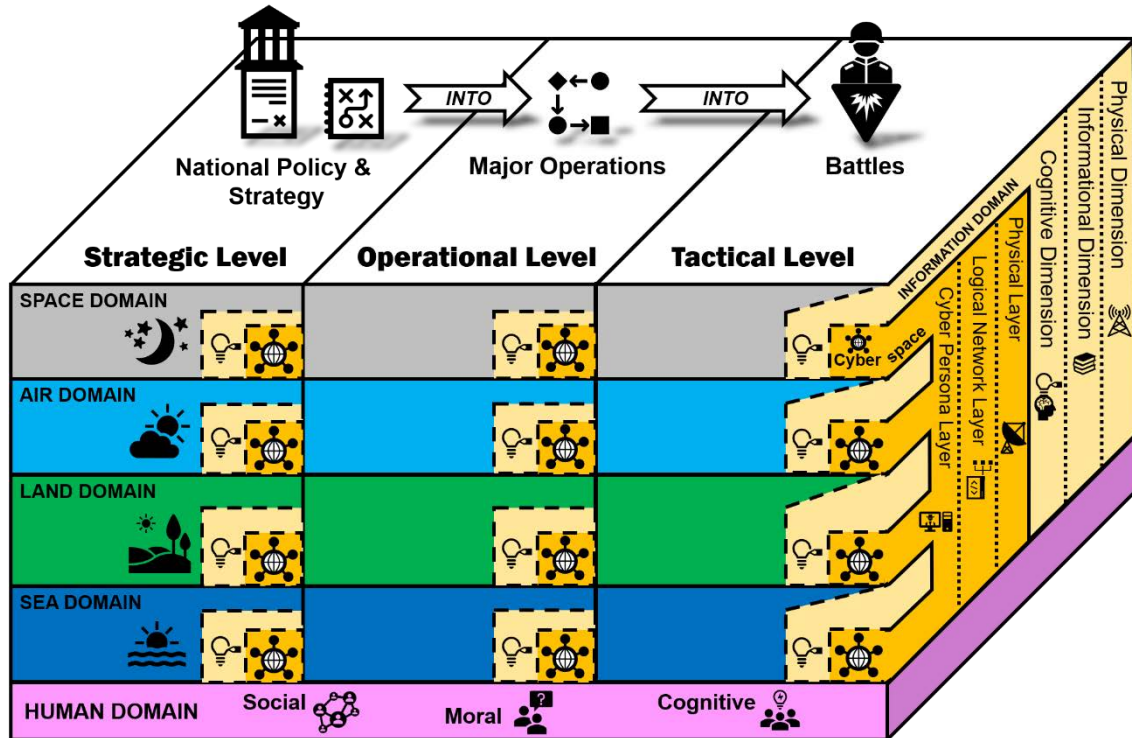 INTO
INTO
National Policy &
Strategy
Major Operations
Battles
Strategic Level
Operational Level
Tactical Level
INFORMATION DOMAIN
Physical Dimension
Informational Dimension
Cognitive Dimension
Physical Layer
Logical Network Layer
Cyber Persona Layer
SPACE DOMAIN
Cyber space
AIR DOMAIN
LAND DOMAIN
SEA DOMAIN
HUMAN DOMAIN
Social
Moral
Cognitive